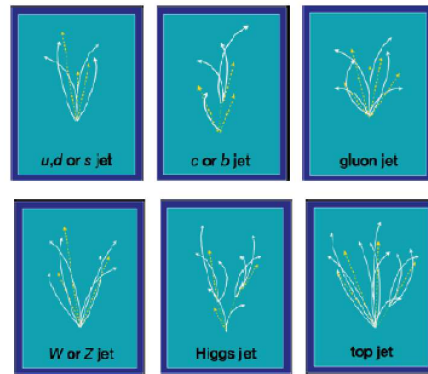 u,d or s jet
c or b jet
gluon jet
W or Z jet
Higgs jet
top jet